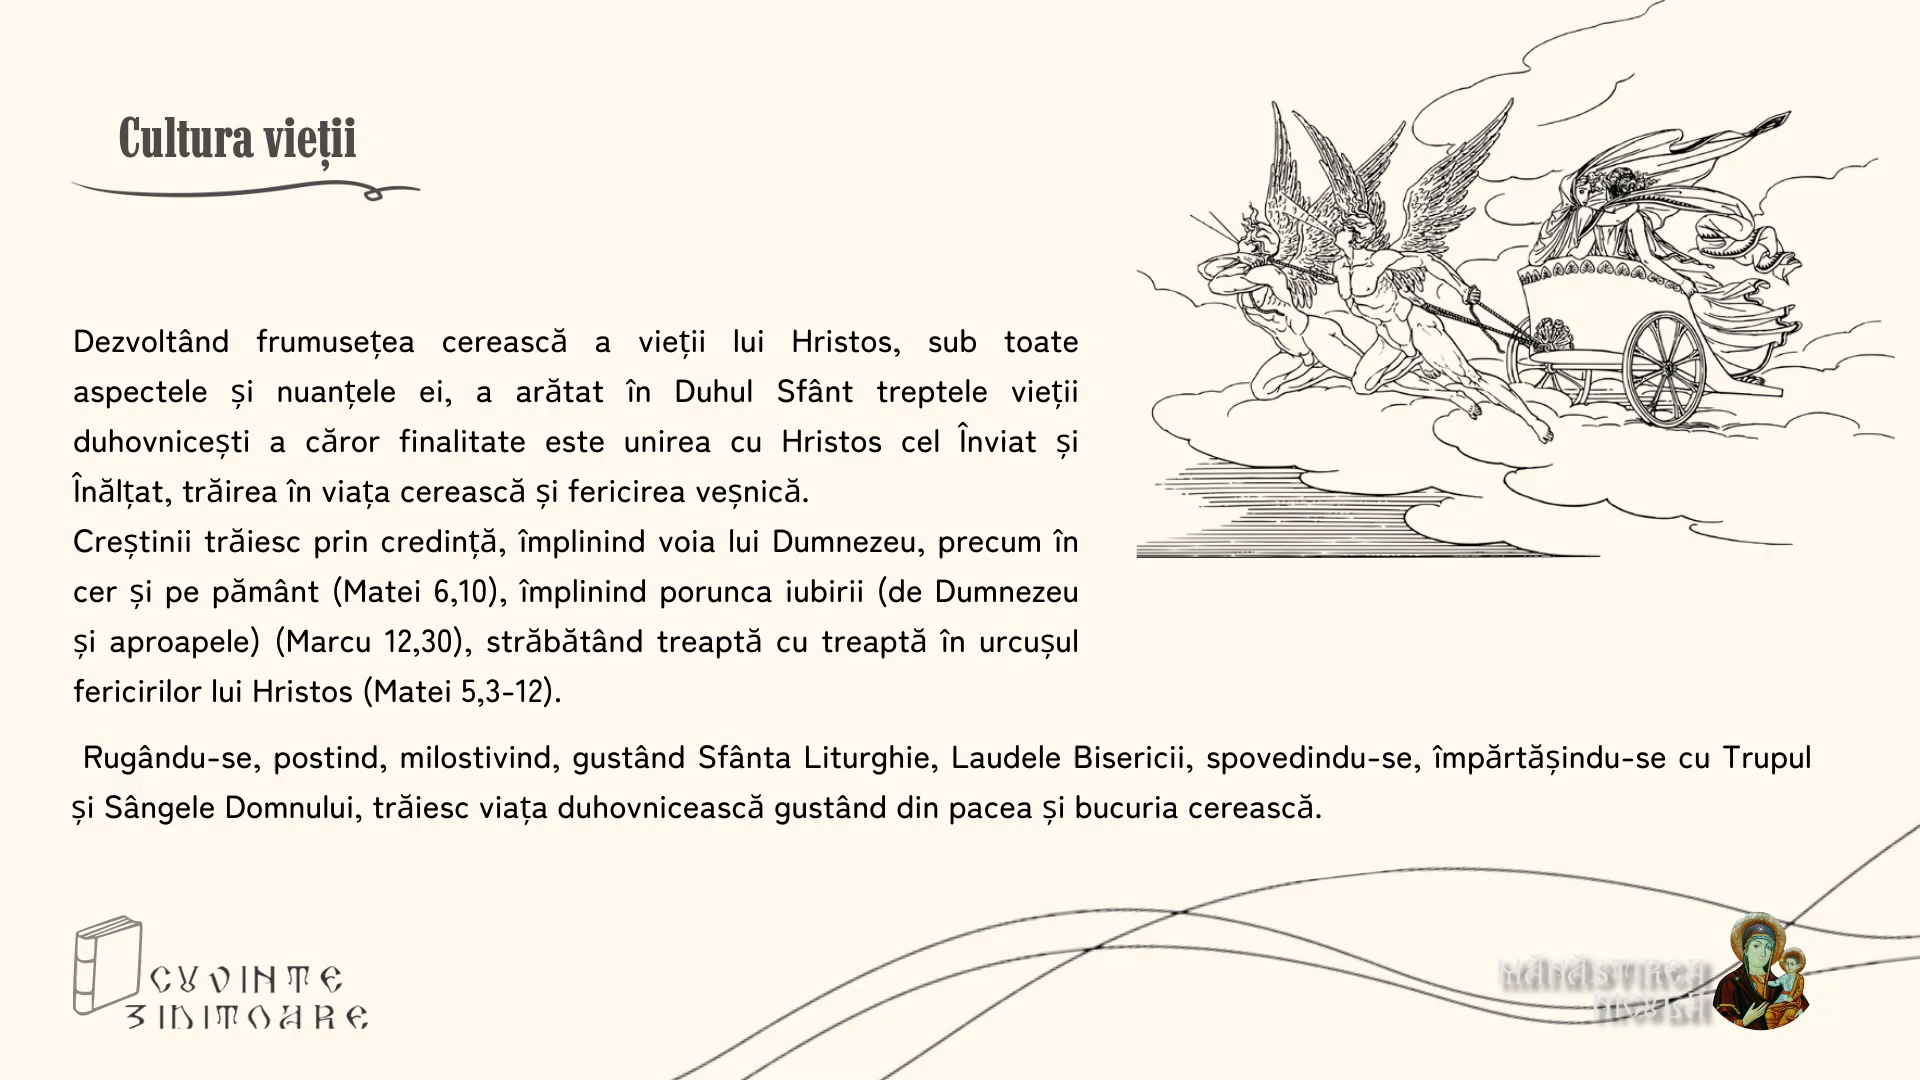 Cultura vieții
Dezvoltând frumusețea cerească a vieții lui Hristos, sub toate
aspectele și nuanțele ei, a arătat în Duhul Sfânt treptele vieții
duhovnicești a căror finalitate este unirea cu Hristos cel Înviat și
Înălțat, trăirea în viața cerească și fericirea veșnică.
Creștinii trăiesc prin credință, împlinind voia lui Dumnezeu, precum în
cer și pe pământ (Matei 6,10), împlinind porunca iubirii (de Dumnezeu
și aproapele) (Marcu 12,30), străbătând treaptă cu treaptă în urcușul
fericirilor lui Hristos (Matei 5,3-12).
Rugându-se, postind, milostivind, gustând Sfânta Liturghie, Laudele Bisericii, spovedindu-se, împărtășindu-se cu Trupul
și Sângele Domnului, trăiesc viața duhovnicească gustând din pacea și bucuria cerească.
CUVINTE
ZIDITOARE
MĂNĂSTIREA
NICULA